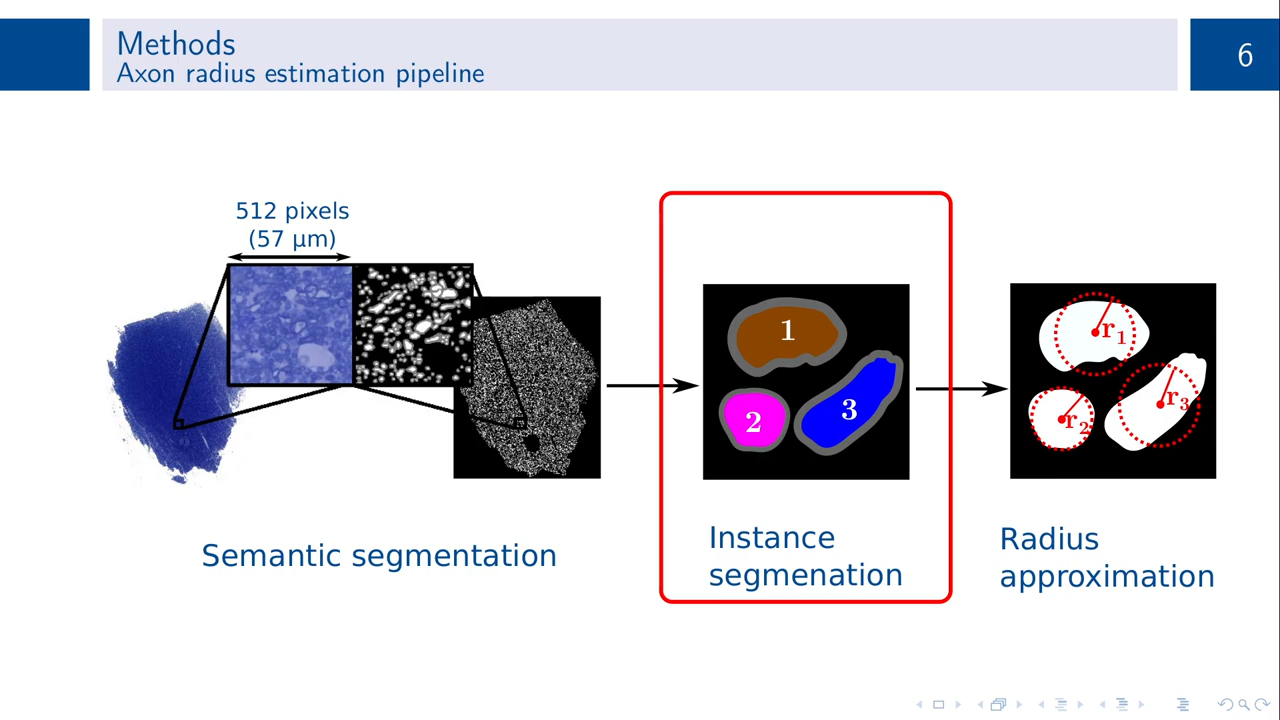 Methods
Axon radius estimation pipeline
6
512 pixels
(57 µm)
1
2
3
r1
r2
r3
Semantic segmentation
Instance
segmenation
Radius
approximation